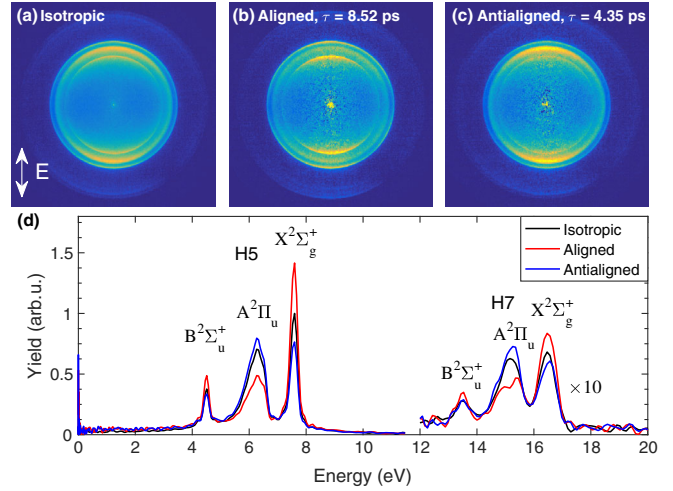 (a) Isotropic
(b) Aligned, τ = 8.52 ps
(c) Antialigned, τ = 4.35 ps
E
(d)
Yield (arb.u.)
1.5
1
0.5
0
H5
B²Σᵤ⁺
A²Πᵤ
X²Σg⁺
H7
B²Σᵤ⁺
A²Πᵤ
X²Σg⁺
×10
Isotropic
Aligned
Antialigned
0 2 4 6 8 10 12 14 16 18 20
Energy (eV)